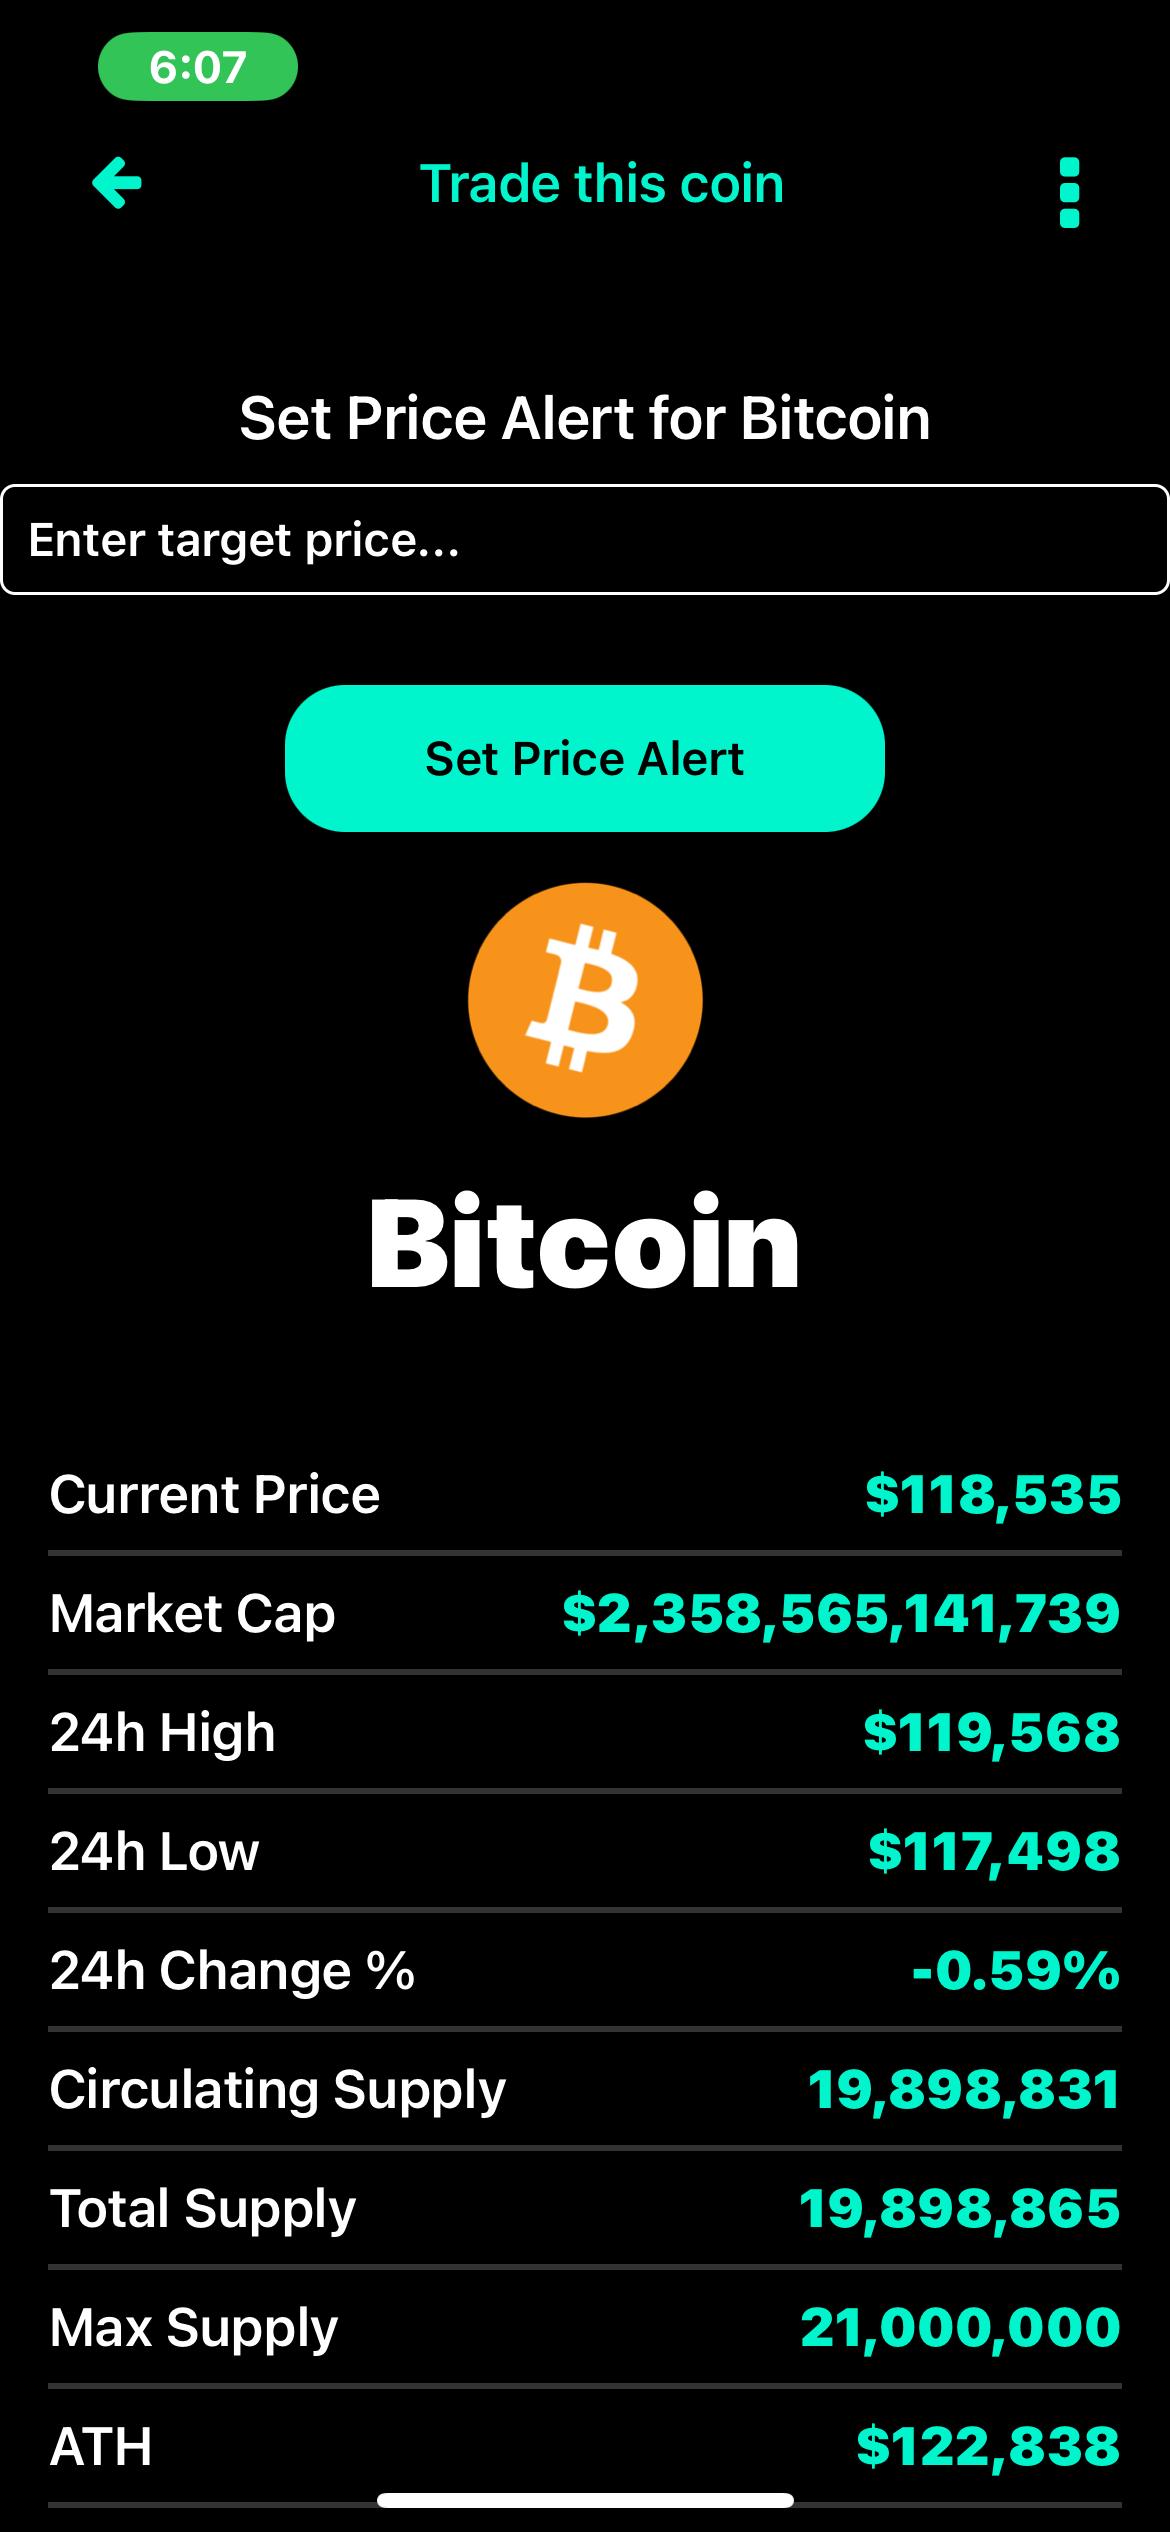 6:07
Trade this coin
Set Price Alert for Bitcoin
Enter target price...
Set Price Alert
Bitcoin
Current Price $118,535
Market Cap $2,358,565,141,739
24h High $119,568
24h Low $117,498
24h Change % -0.59%
Circulating Supply 19,898,831
Total Supply 19,898,865
Max Supply 21,000,000
ATH $122,838